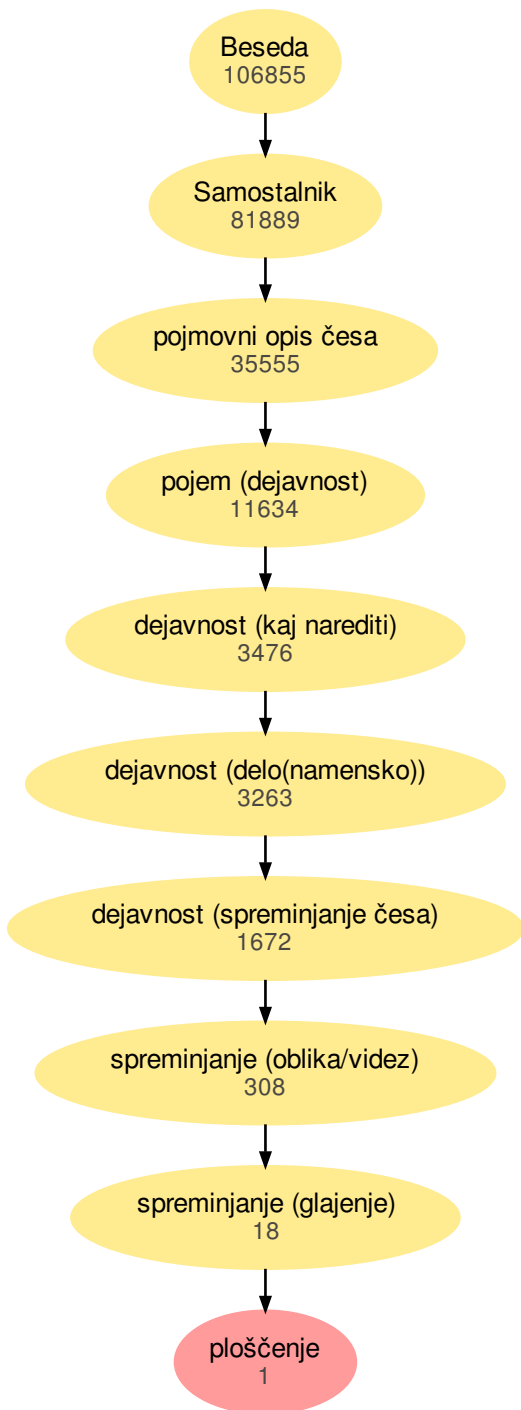 Beseda
106855
Samostalnik
81889
pojmovni opis česa
35555
pojem (dejavnost)
11634
dejavnost (kaj narediti)
3476
dejavnost (delo(namensko))
3263
dejavnost (spreminjanje česa)
1672
spreminjanje (oblika/videz)
308
spreminjanje (glajenje)
18
ploščenje
1